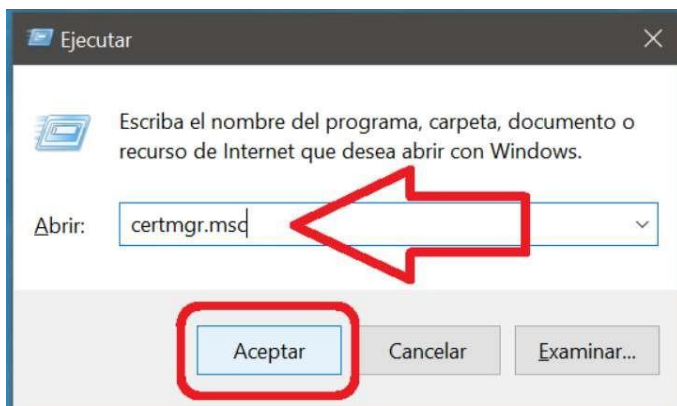 Ejecutar
Escriba el nombre del programa, carpeta, documento o
recurso de Internet que desea abrir con Windows.
Abrir: certmgr.msc
Aceptar Cancelar Examinar...